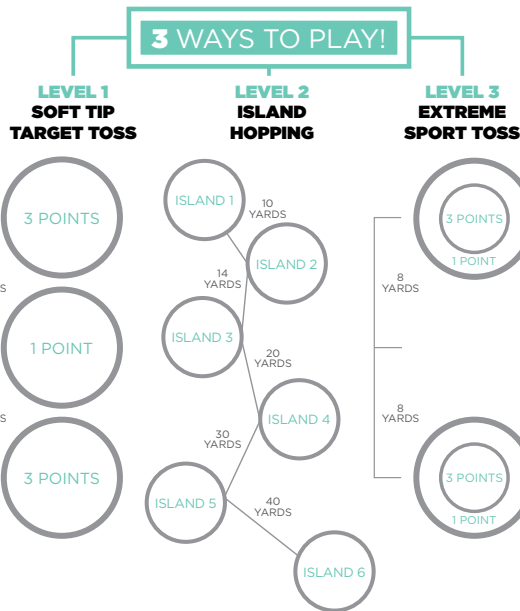 3 WAYS TO PLAY!
LEVEL 1
SOFT TIP
TARGET TOSS
3 POINTS
1 POINT
3 POINTS
LEVEL 2
ISLAND
HOPPING
ISLAND 1
10
YARDS
ISLAND 2
14
YARDS
ISLAND 3
20
YARDS
ISLAND 4
30
YARDS
ISLAND 5
40
YARDS
ISLAND 6
LEVEL 3
EXTREME
SPORT TOSS
3 POINTS
1 POINT
8
YARDS
8
YARDS
3 POINTS
1 POINT